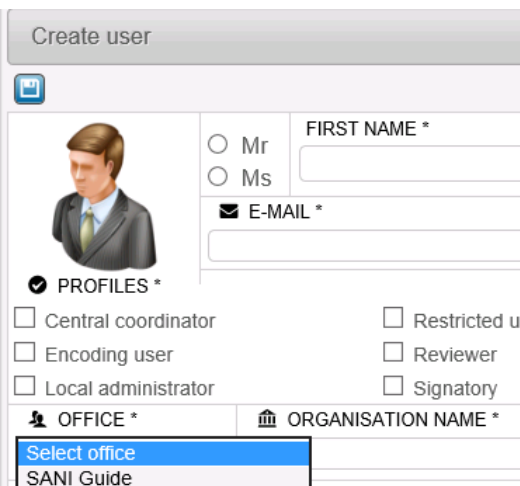 Create user
Mr
Ms
FIRST NAME *
E-MAIL *
PROFILES *
Central coordinator
Restricted
Encoding user
Reviewer
Local administrator
Signatory
OFFICE *
ORGANISATION NAME *
Select office
SANI Guide